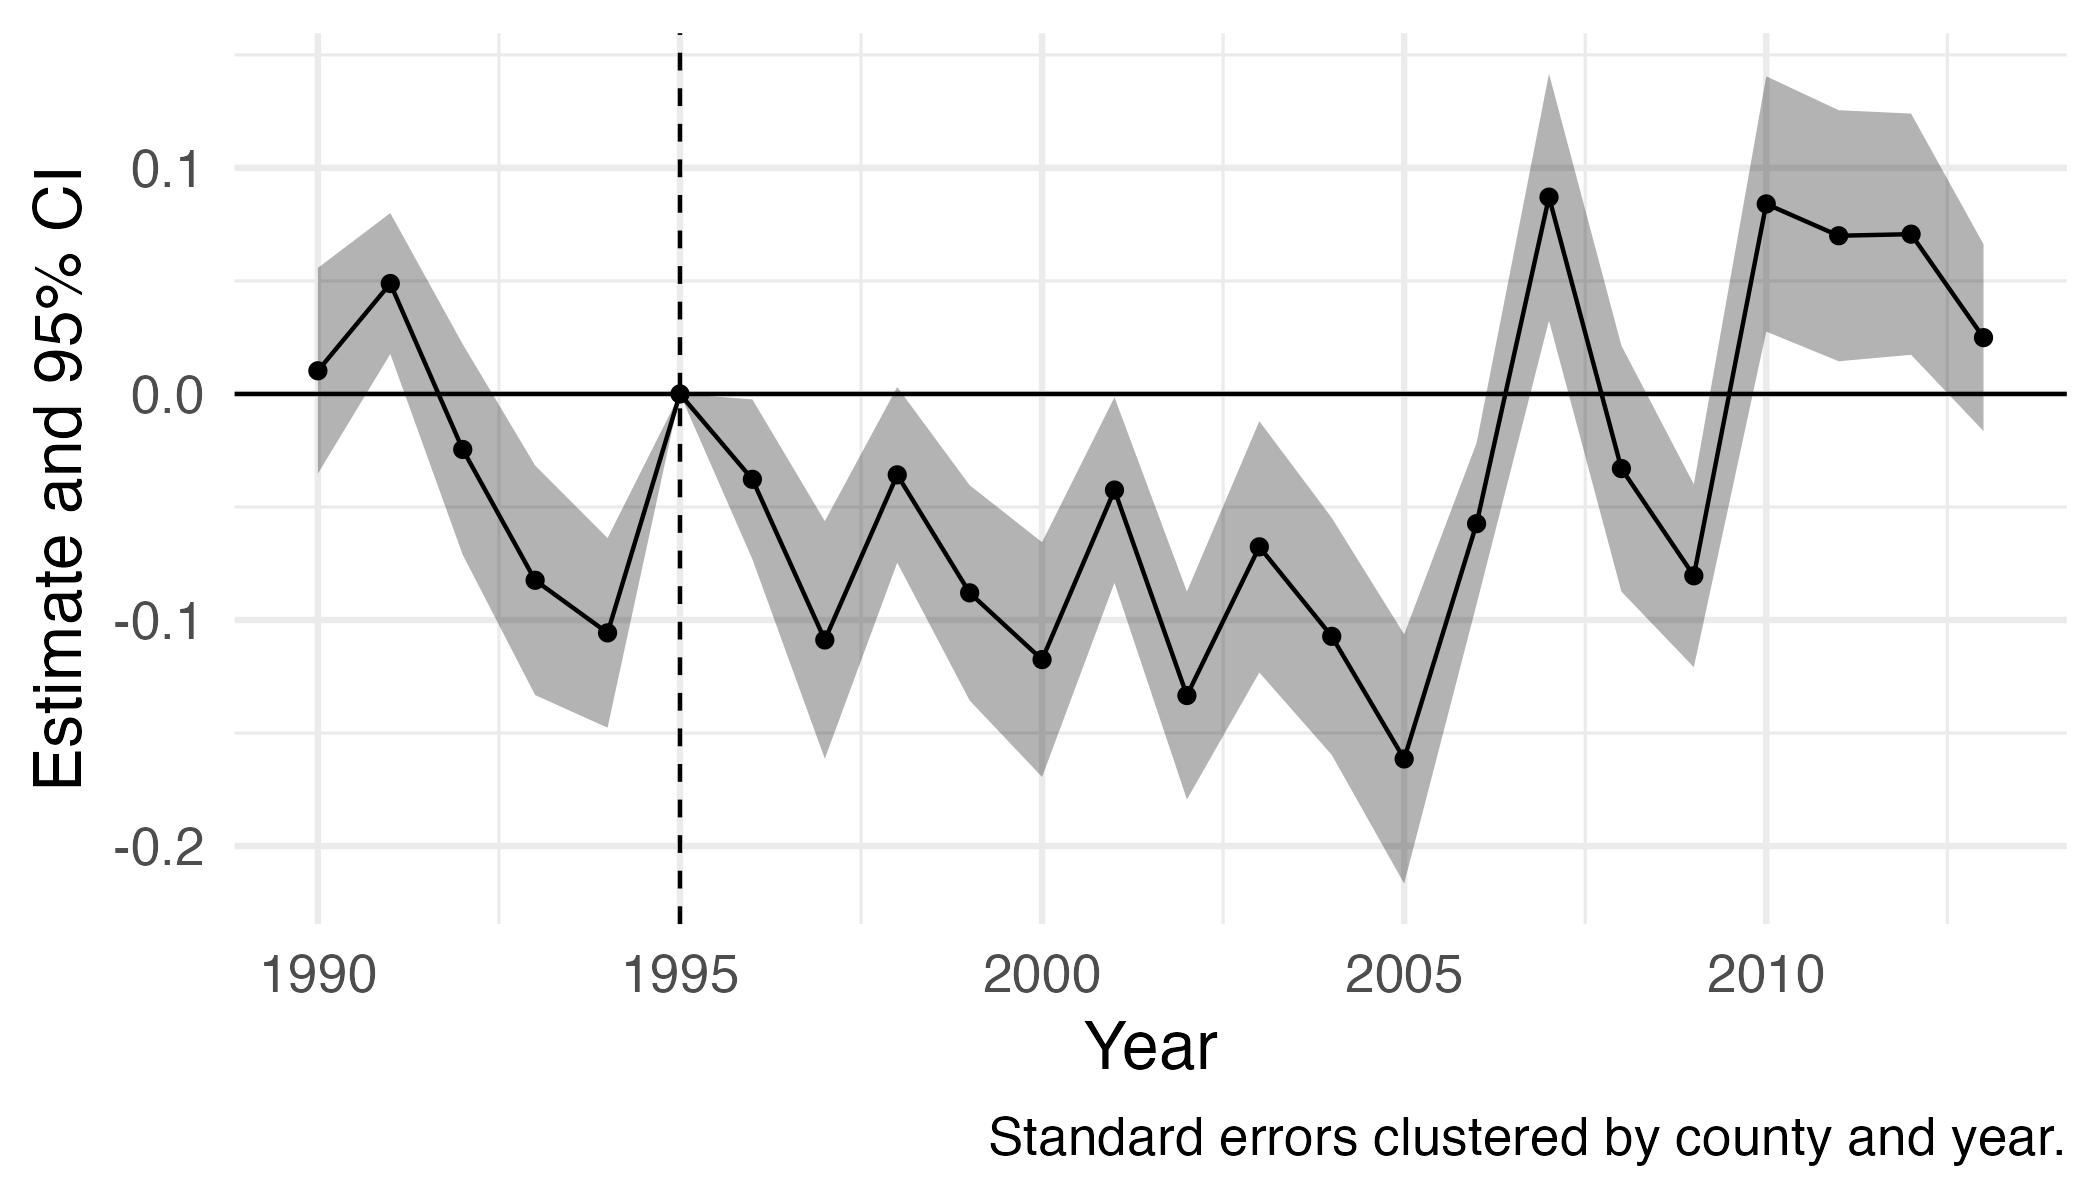 Estimate and 95% CI
0.1
0.0
-0.1
-0.2
1990 1995 2000 2005 2010
Year
Standard errors clustered by county and year.